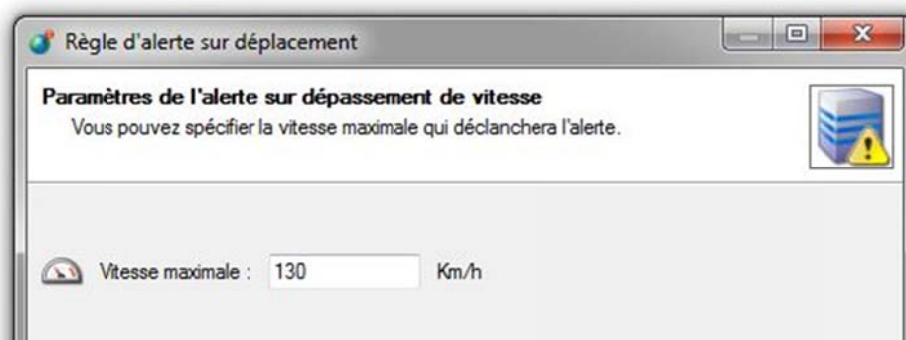 Règle d'alerte sur déplacement
Paramètres de l'alerte sur dépassement de vitesse
Vous pouvez spécifier la vitesse maximale qui déclanchera l'alerte.
Vitesse maximale : 130 Km/h